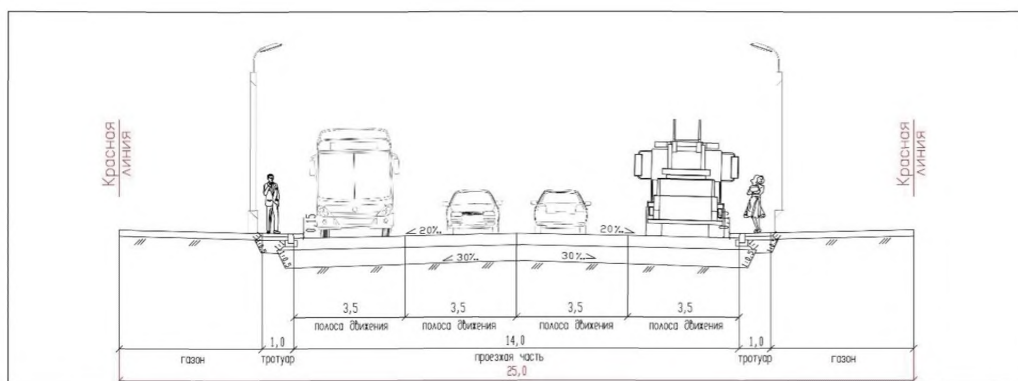 Красная
линия
Красная
линия
0,15
20‰
20‰
30‰
30‰
3,5
3,5
3,5
3,5
полоса движения
полоса движения
полоса движения
полоса движения
1,0
14,0
1,0
газон
тротуар
проезжая часть
тротуар
газон
25,0